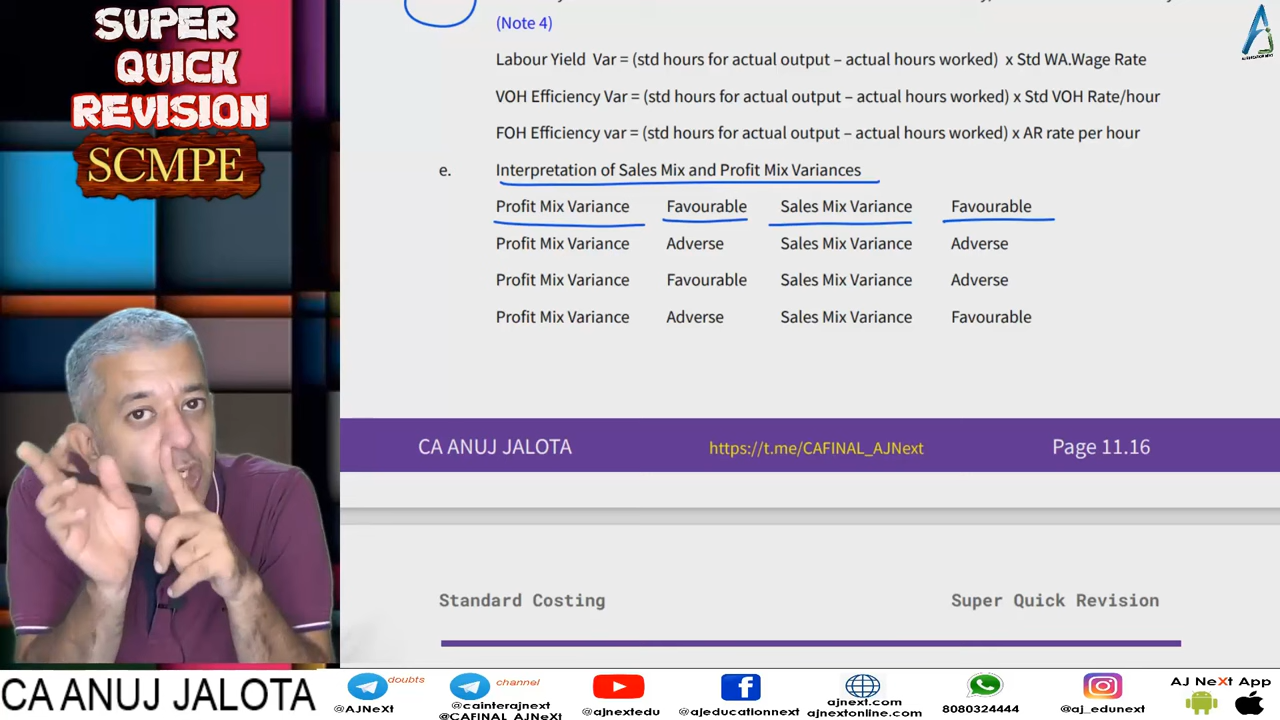 SUPER
QUICK
REVISION
SCMPE
(Note 4)
Labour Yield Var = (std hours for actual output – actual hours worked) x Std WA.Wage Rate
VOH Efficiency Var = (std hours for actual output – actual hours worked) x Std VOH Rate/hour
FOH Efficiency var = (std hours for actual output – actual hours worked) x AR rate per hour
e. Interpretation of Sales Mix and Profit Mix Variances
Profit Mix Variance Favourable Sales Mix Variance Favourable
Profit Mix Variance Adverse Sales Mix Variance Adverse
Profit Mix Variance Favourable Sales Mix Variance Adverse
Profit Mix Variance Adverse Sales Mix Variance Favourable
CA ANUJ JALOTA https://t.me/CAFINAL_AJNext Page 11.16
Standard Costing Super Quick Revision
CA ANUJ JALOTA
doubts
@AJNeXt
channel
@cainterajnext
@CAFINAL_AJNeXt
@ajnextedu
@ajeducationnext
ajnext.com
ajnextonline.com
8080324444
@aj_edunext
AJ NeXt App